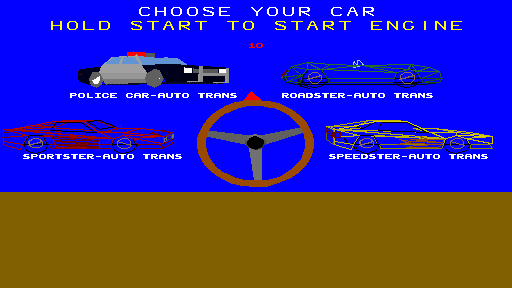 CHOOSE YOUR CAR
HOLD START TO START ENGINE
10
POLICE CAR-AUTO TRANS
ROADSTER-AUTO TRANS
SPORTSTER-AUTO TRANS
SPEEDSTER-AUTO TRANS